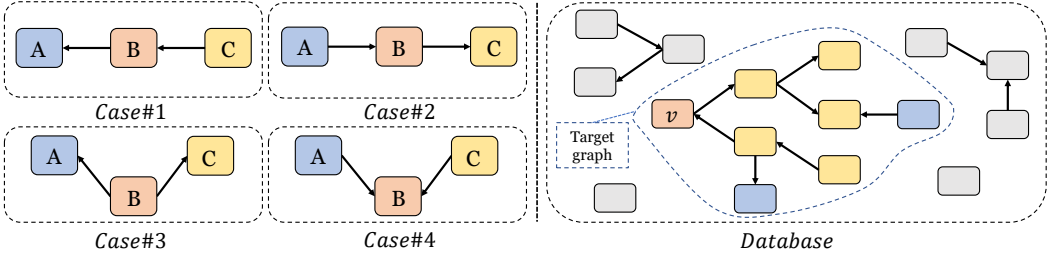 A B C
Case#1
A B C
Case#2
A C
B
Case#3
A C
B
Case#4
v
Target
graph
Database